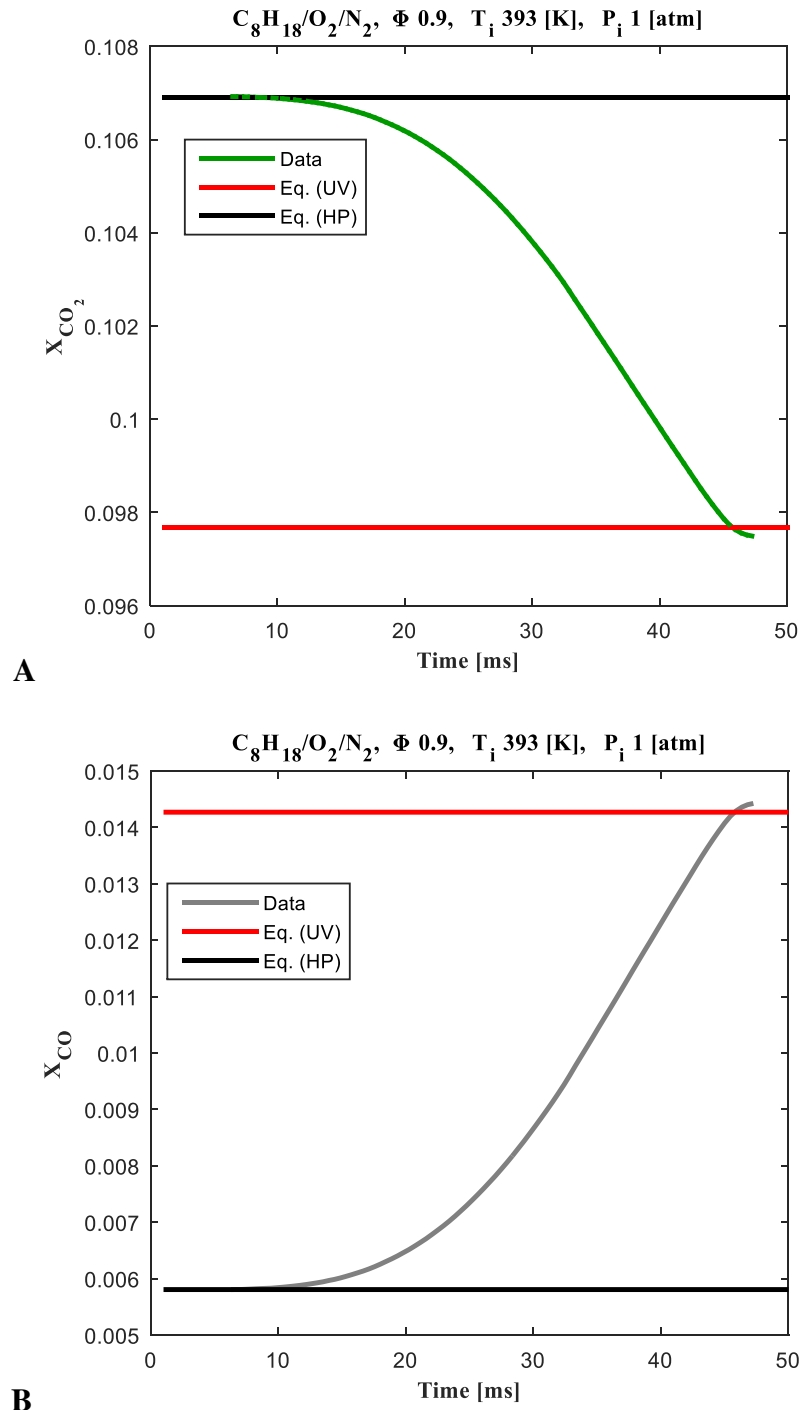 C8H18/O2/N2, Φ 0.9, Ti 393 [K], Pi 1 [atm]
0.108
0.106
0.104
0.102
0.1
0.098
0.096
XCO2
Data
Eq. (UV)
Eq. (HP)
0 10 20 30 40 50
Time [ms]
A
C8H18/O2/N2, Φ 0.9, Ti 393 [K], Pi 1 [atm]
0.015
0.014
0.013
0.012
0.011
0.01
0.009
0.008
0.007
0.006
0.005
XCO
Data
Eq. (UV)
Eq. (HP)
0 10 20 30 40 50
Time [ms]
B